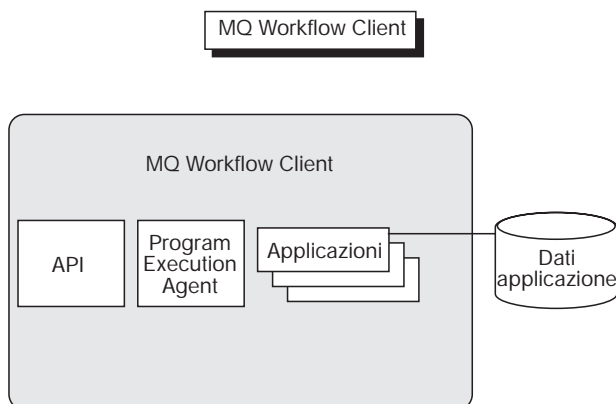 MQ Workflow Client
MQ Workflow Client
API
Program
Execution
Agent
Applicazioni
Dati
applicazione